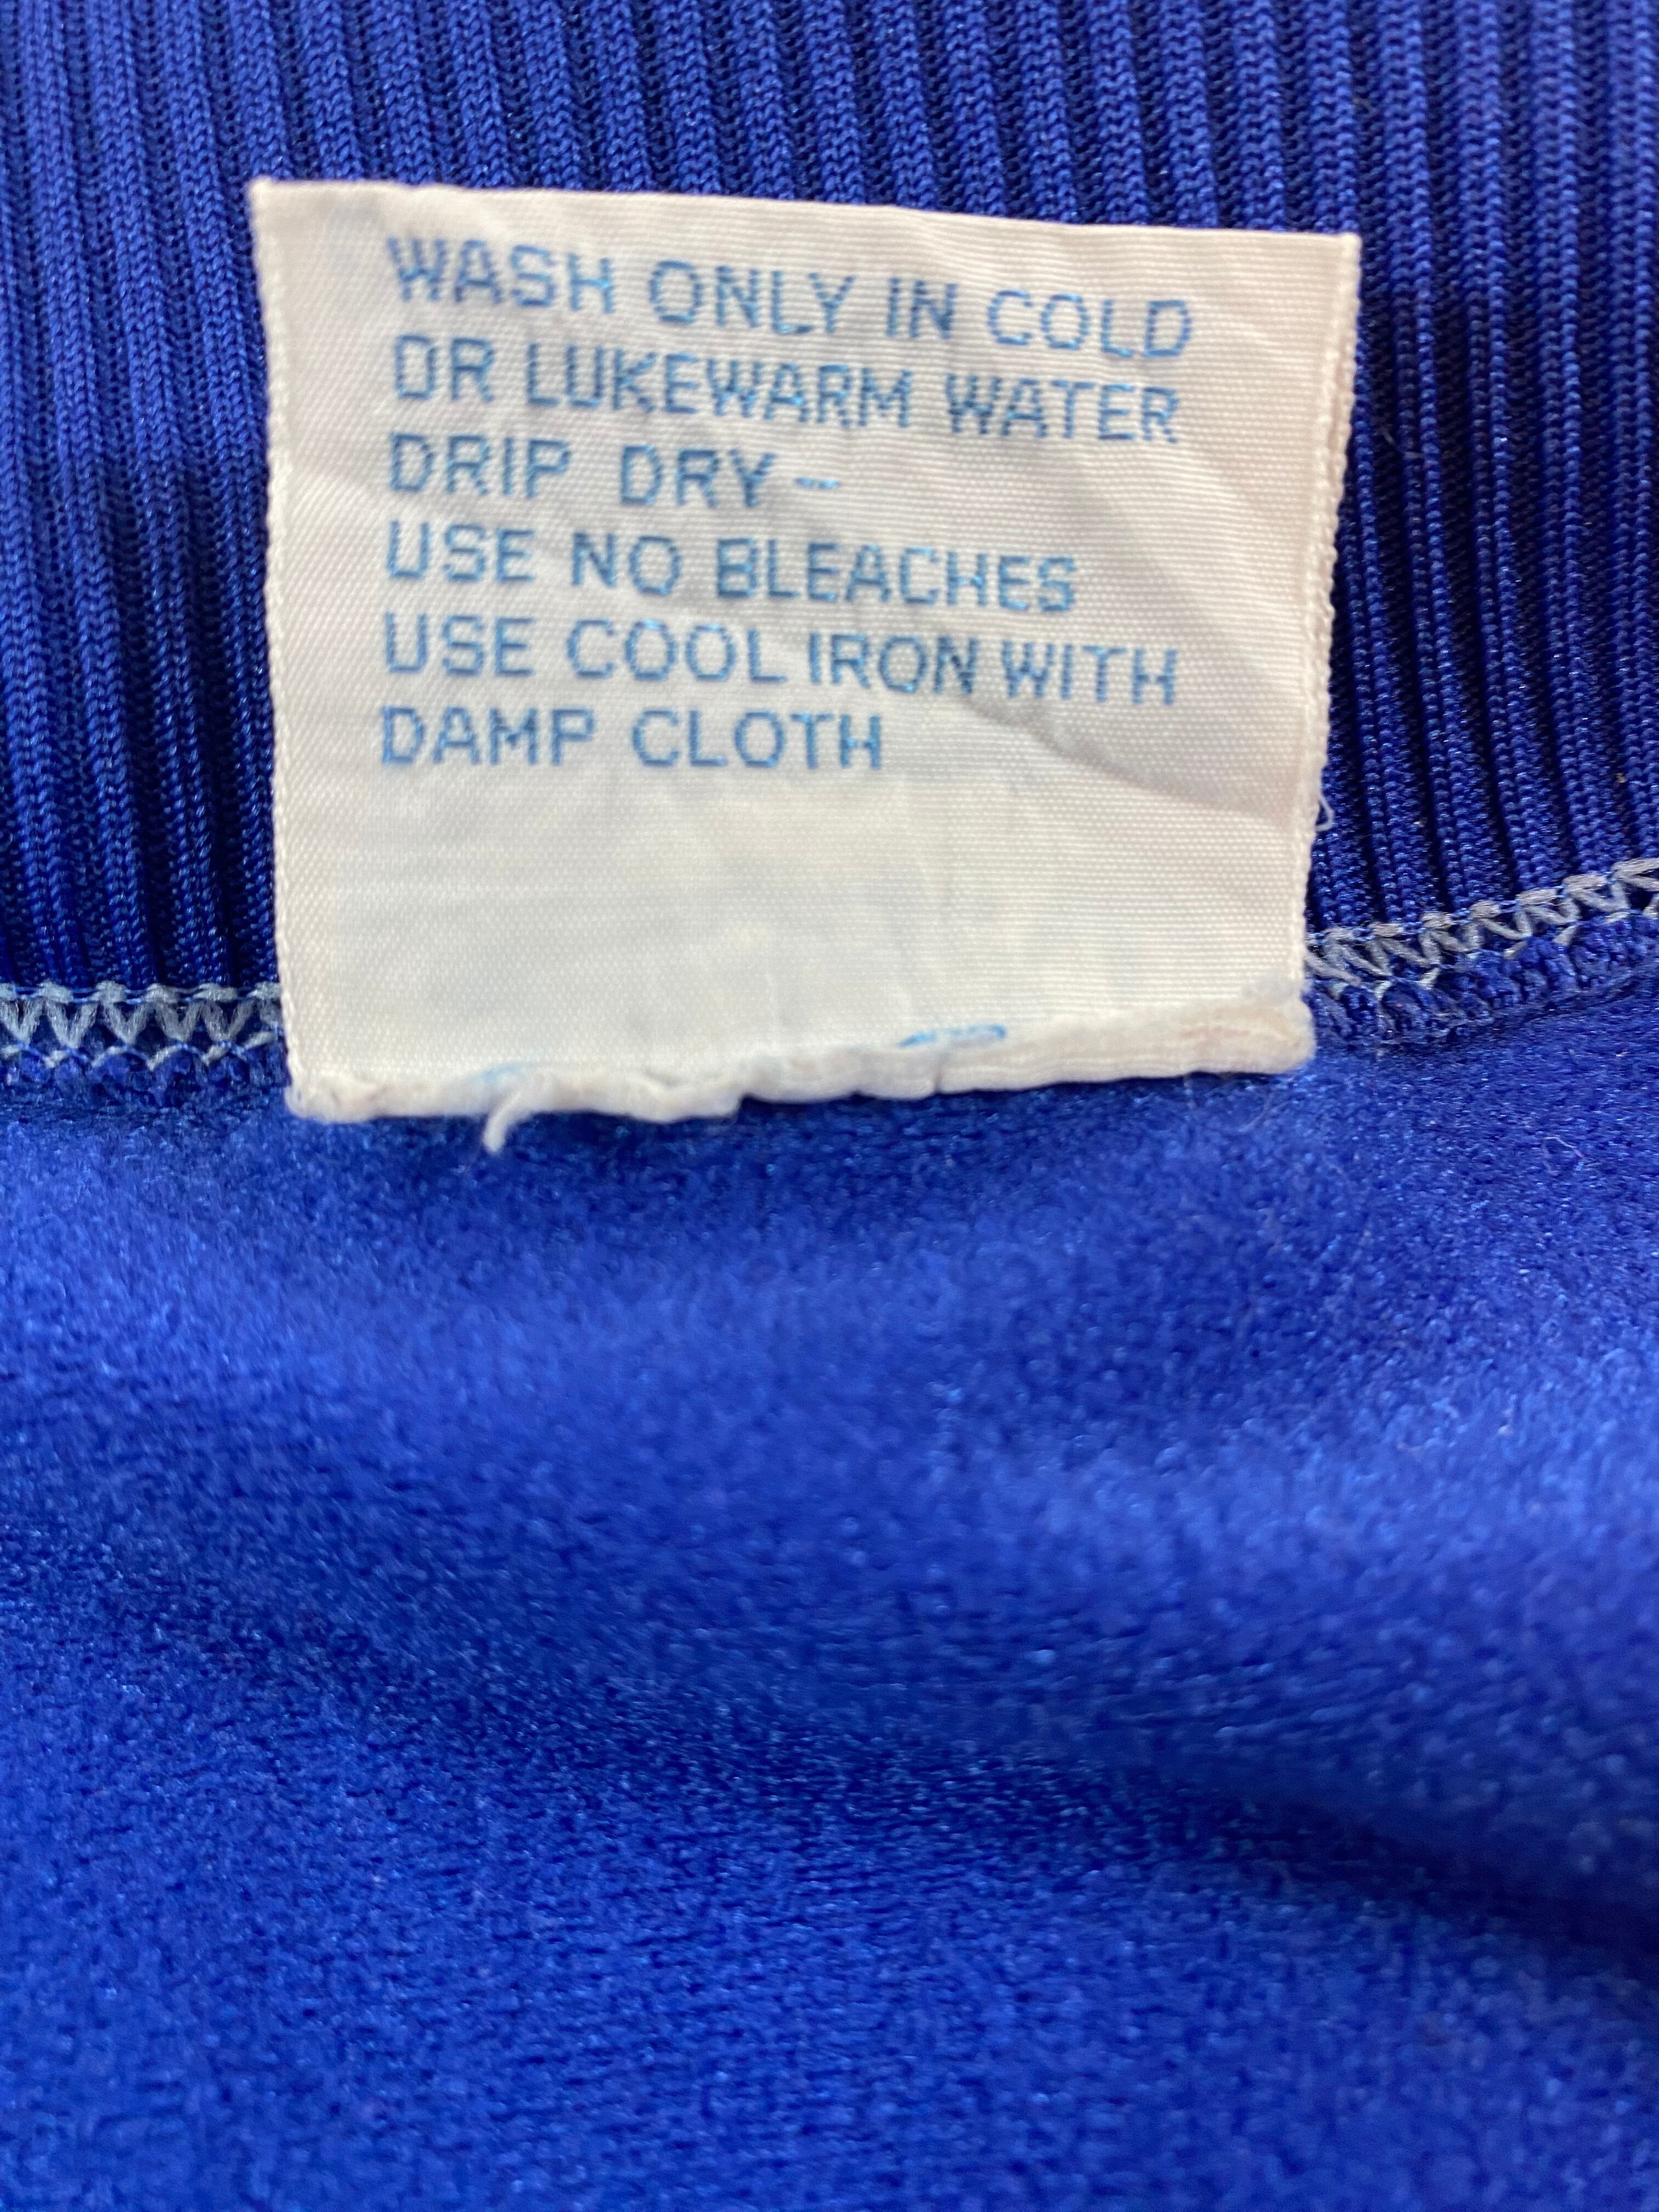 WASH ONLY IN COLD
OR LUKEWARM WATER
DRIP DRY –
USE NO BLEACHES
USE COOL IRON WITH
DAMP CLOTH